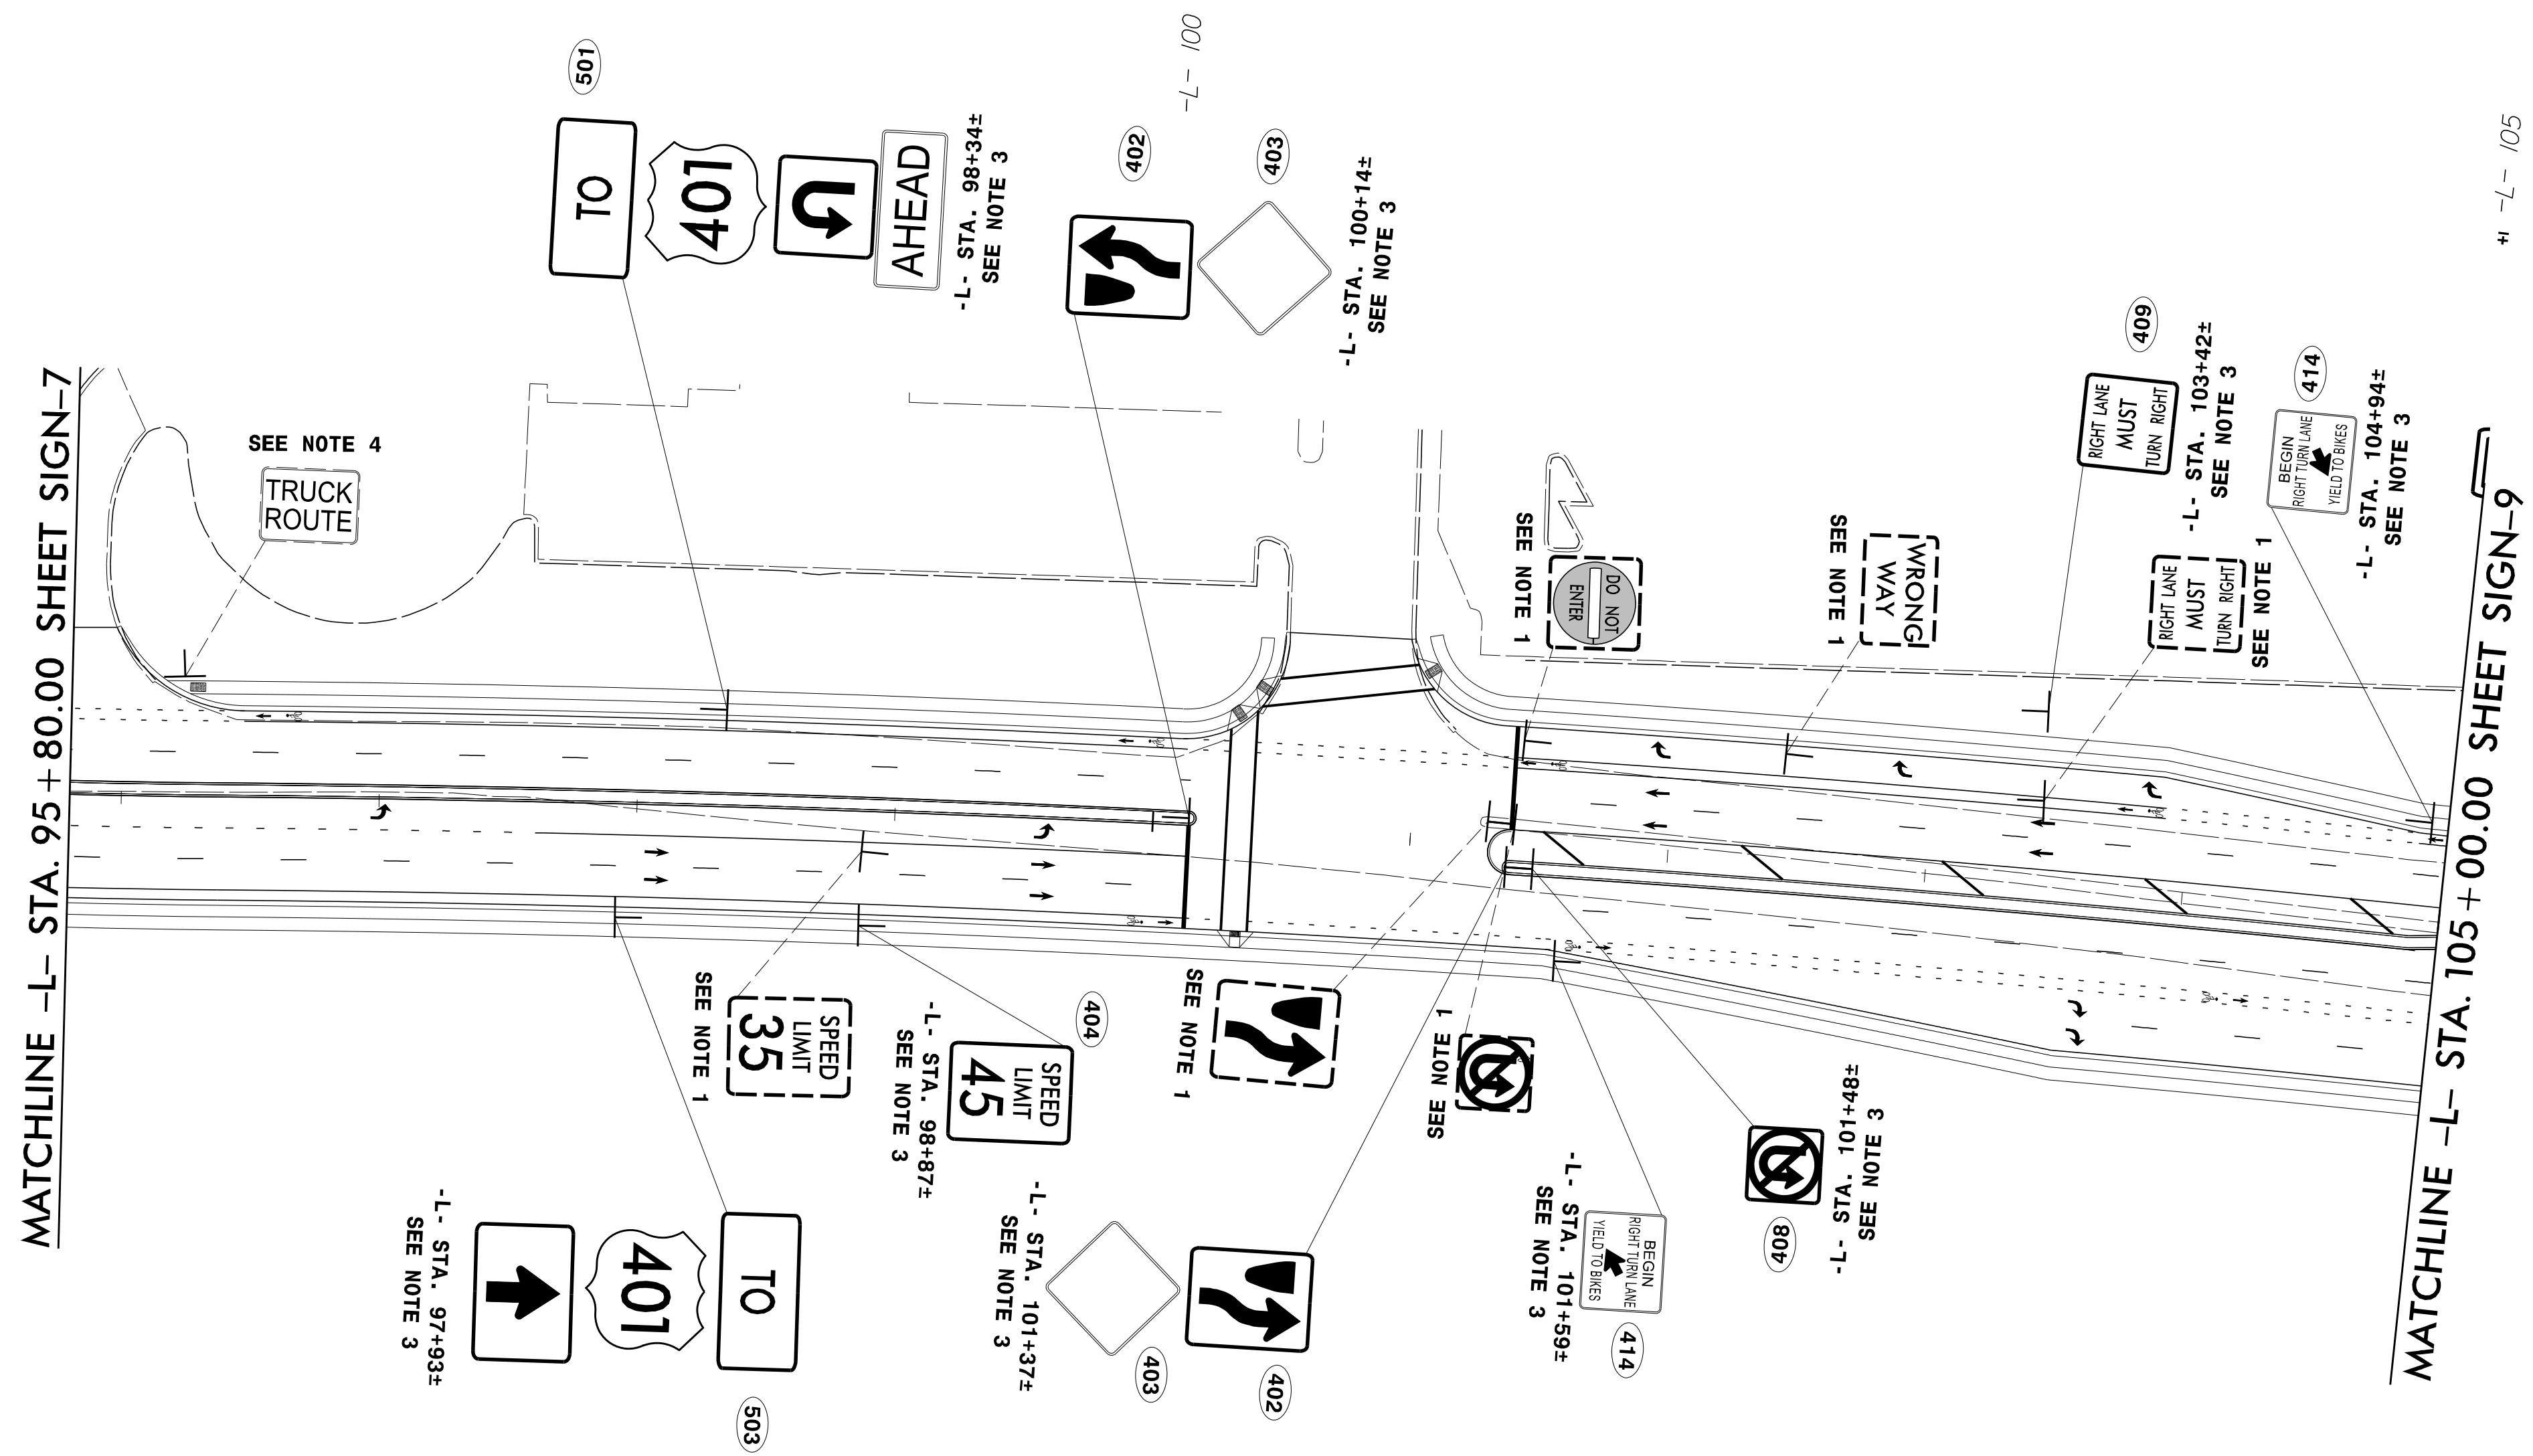 MATCHLINE -L- STA. 95+80.00 SHEET SIGN-7
SEE NOTE 4
TRUCK
ROUTE
501
TO
401
AHEAD
-L- STA. 98+34±
SEE NOTE 3
-L- 100
402
403
-L- STA. 100+14±
SEE NOTE 3
SEE NOTE 1
DO NOT
ENTER
SEE NOTE 1
WRONG
WAY
409
RIGHT LANE
MUST
TURN RIGHT
-L- STA. 103+42±
SEE NOTE 3
RIGHT LANE
MUST
TURN RIGHT
SEE NOTE 1
414
BEGIN
RIGHT TURN LANE
YIELD TO BIKES
-L- STA. 104+94±
SEE NOTE 3
-L- 105
MATCHLINE -L- STA. 105+00.00 SHEET SIGN-9
-L- STA. 97+93±
SEE NOTE 3
401
TO
503
SEE NOTE 1
SPEED
LIMIT
35
404
SPEED
LIMIT
45
-L- STA. 98+87±
SEE NOTE 3
-L- STA. 101+37±
SEE NOTE 3
403
402
SEE NOTE 1
SEE NOTE 1
-L- STA. 101+59±
SEE NOTE 3
BEGIN
RIGHT TURN LANE
YIELD TO BIKES
414
408
-L- STA. 101+48±
SEE NOTE 3